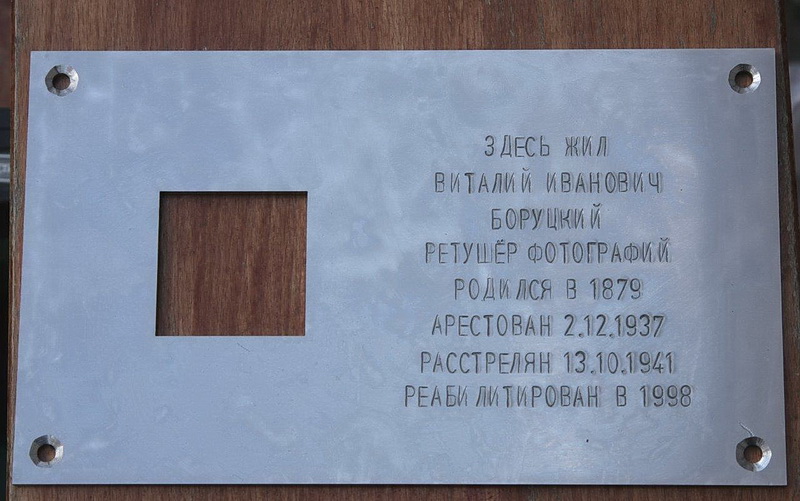 ЗДЕСЬ ЖИЛ
ВИТАЛИЙ ИВАНОВИЧ
БОРУЦКИЙ
РЕТУШЁР ФОТОГРАФИЙ
РОДИЛСЯ В 1879
АРЕСТОВАН 2.12.1937
РАССТРЕЛЯН 13.10.1941
РЕАБИЛИТИРОВАН В 1998